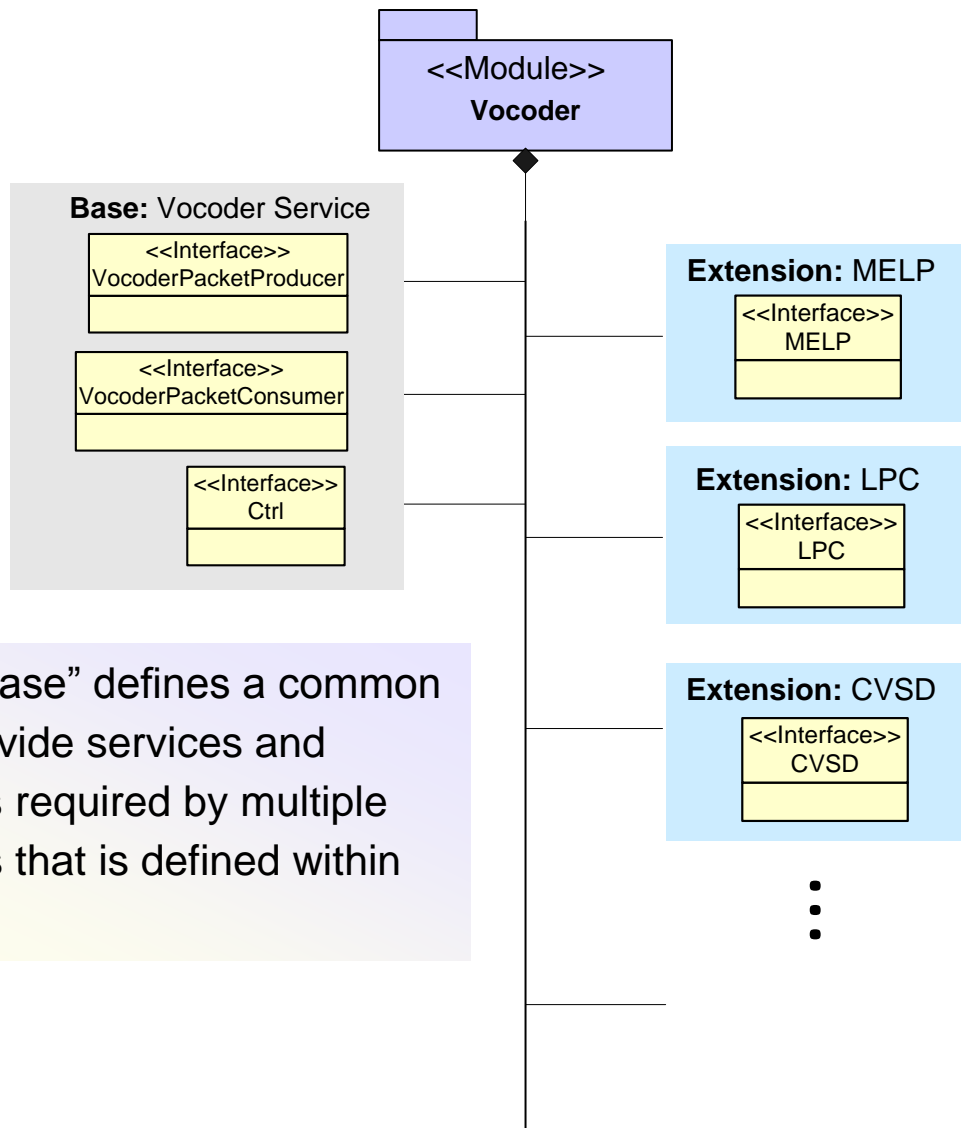 <<Module>>
Vocoder
Base: Vocoder Service
<<Interface>>
VocoderPacketProducer
<<Interface>>
VocoderPacketConsumer
<<Interface>>
Ctrl
Extension: MELP
<<Interface>>
MELP
Extension: LPC
<<Interface>>
LPC
Extension: CVSD
<<Interface>>
CVSD
ase” defines a common
vide services and
s required by multiple
s that is defined within